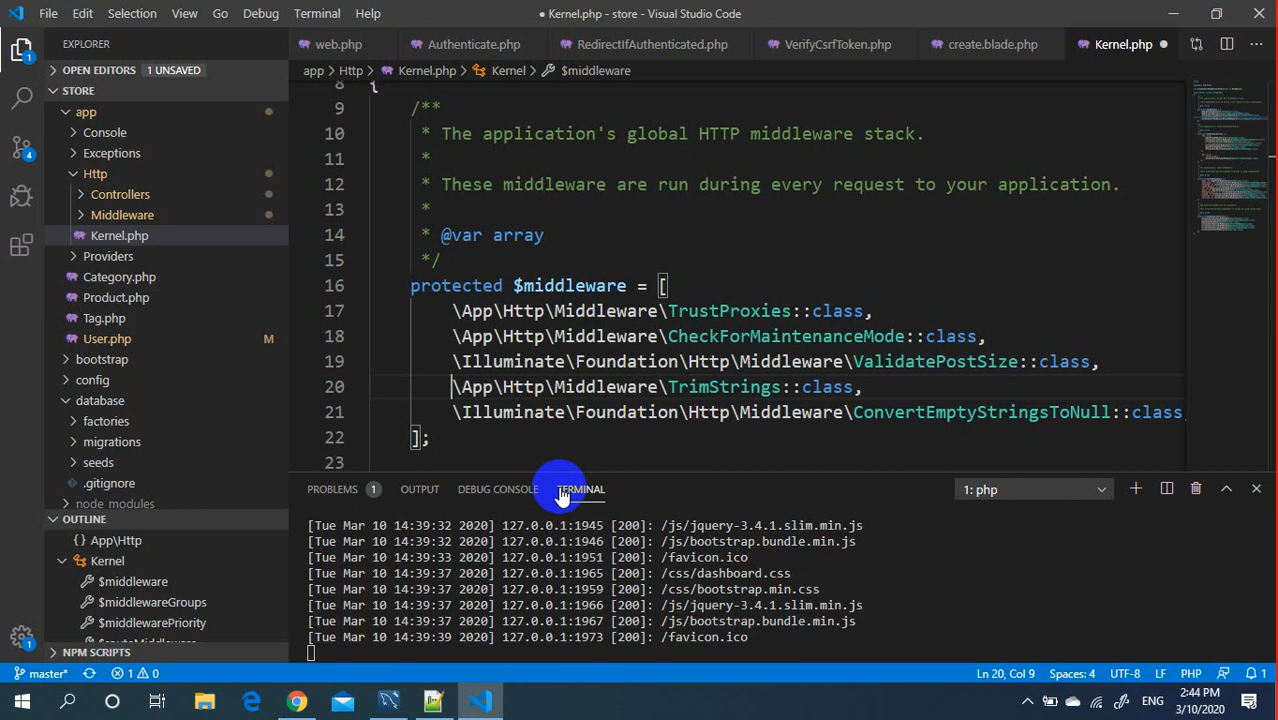 File Edit Selection View Go Debug Terminal Help ● Kernel.php - store - Visual Studio Code
EXPLORER
OPEN EDITORS 1 UNSAVED
STORE
app
Console
Exceptions
Http
Controllers
Middleware
Kernel.php
Providers
Category.php
Product.php
Tag.php
User.php M
bootstrap
config
database
factories
migrations
seeds
.gitignore
node_modules
OUTLINE
App\Http
Kernel
$middleware
$middlewareGroups
$middlewarePriority
$routeMiddleware
NPM SCRIPTS
1
4
1
web.php Authenticate.php RedirectIfAuthenticated.php VerifyCsrfToken.php create.blade.php Kernel.php ●
app > Http > Kernel.php > Kernel > $middleware
8 {
9 /**
10 * The application's global HTTP middleware stack.
11 *
12 * These middleware are run during every request to your application.
13 *
14 * @var array
15 */
16 protected $middleware = [
17 \App\Http\Middleware\TrustProxies::class,
18 \App\Http\Middleware\CheckForMaintenanceMode::class,
19 \Illuminate\Foundation\Http\Middleware\ValidatePostSize::class,
20 \App\Http\Middleware\TrimStrings::class,
21 \Illuminate\Foundation\Http\Middleware\ConvertEmptyStringsToNull::class,
22 ];
23
PROBLEMS 1 OUTPUT DEBUG CONSOLE TERMINAL 1: php
[Tue Mar 10 14:39:32 2020] 127.0.0.1:1945 [200]: /js/jquery-3.4.1.slim.min.js
[Tue Mar 10 14:39:32 2020] 127.0.0.1:1946 [200]: /js/bootstrap.bundle.min.js
[Tue Mar 10 14:39:33 2020] 127.0.0.1:1951 [200]: /favicon.ico
[Tue Mar 10 14:39:37 2020] 127.0.0.1:1965 [200]: /css/dashboard.css
[Tue Mar 10 14:39:37 2020] 127.0.0.1:1959 [200]: /css/bootstrap.min.css
[Tue Mar 10 14:39:37 2020] 127.0.0.1:1966 [200]: /js/jquery-3.4.1.slim.min.js
[Tue Mar 10 14:39:37 2020] 127.0.0.1:1967 [200]: /js/bootstrap.bundle.min.js
[Tue Mar 10 14:39:39 2020] 127.0.0.1:1973 [200]: /favicon.ico
master* 1 0 Ln 20, Col 9 Spaces: 4 UTF-8 LF PHP 1
ENG 2:44 PM
3/10/2020